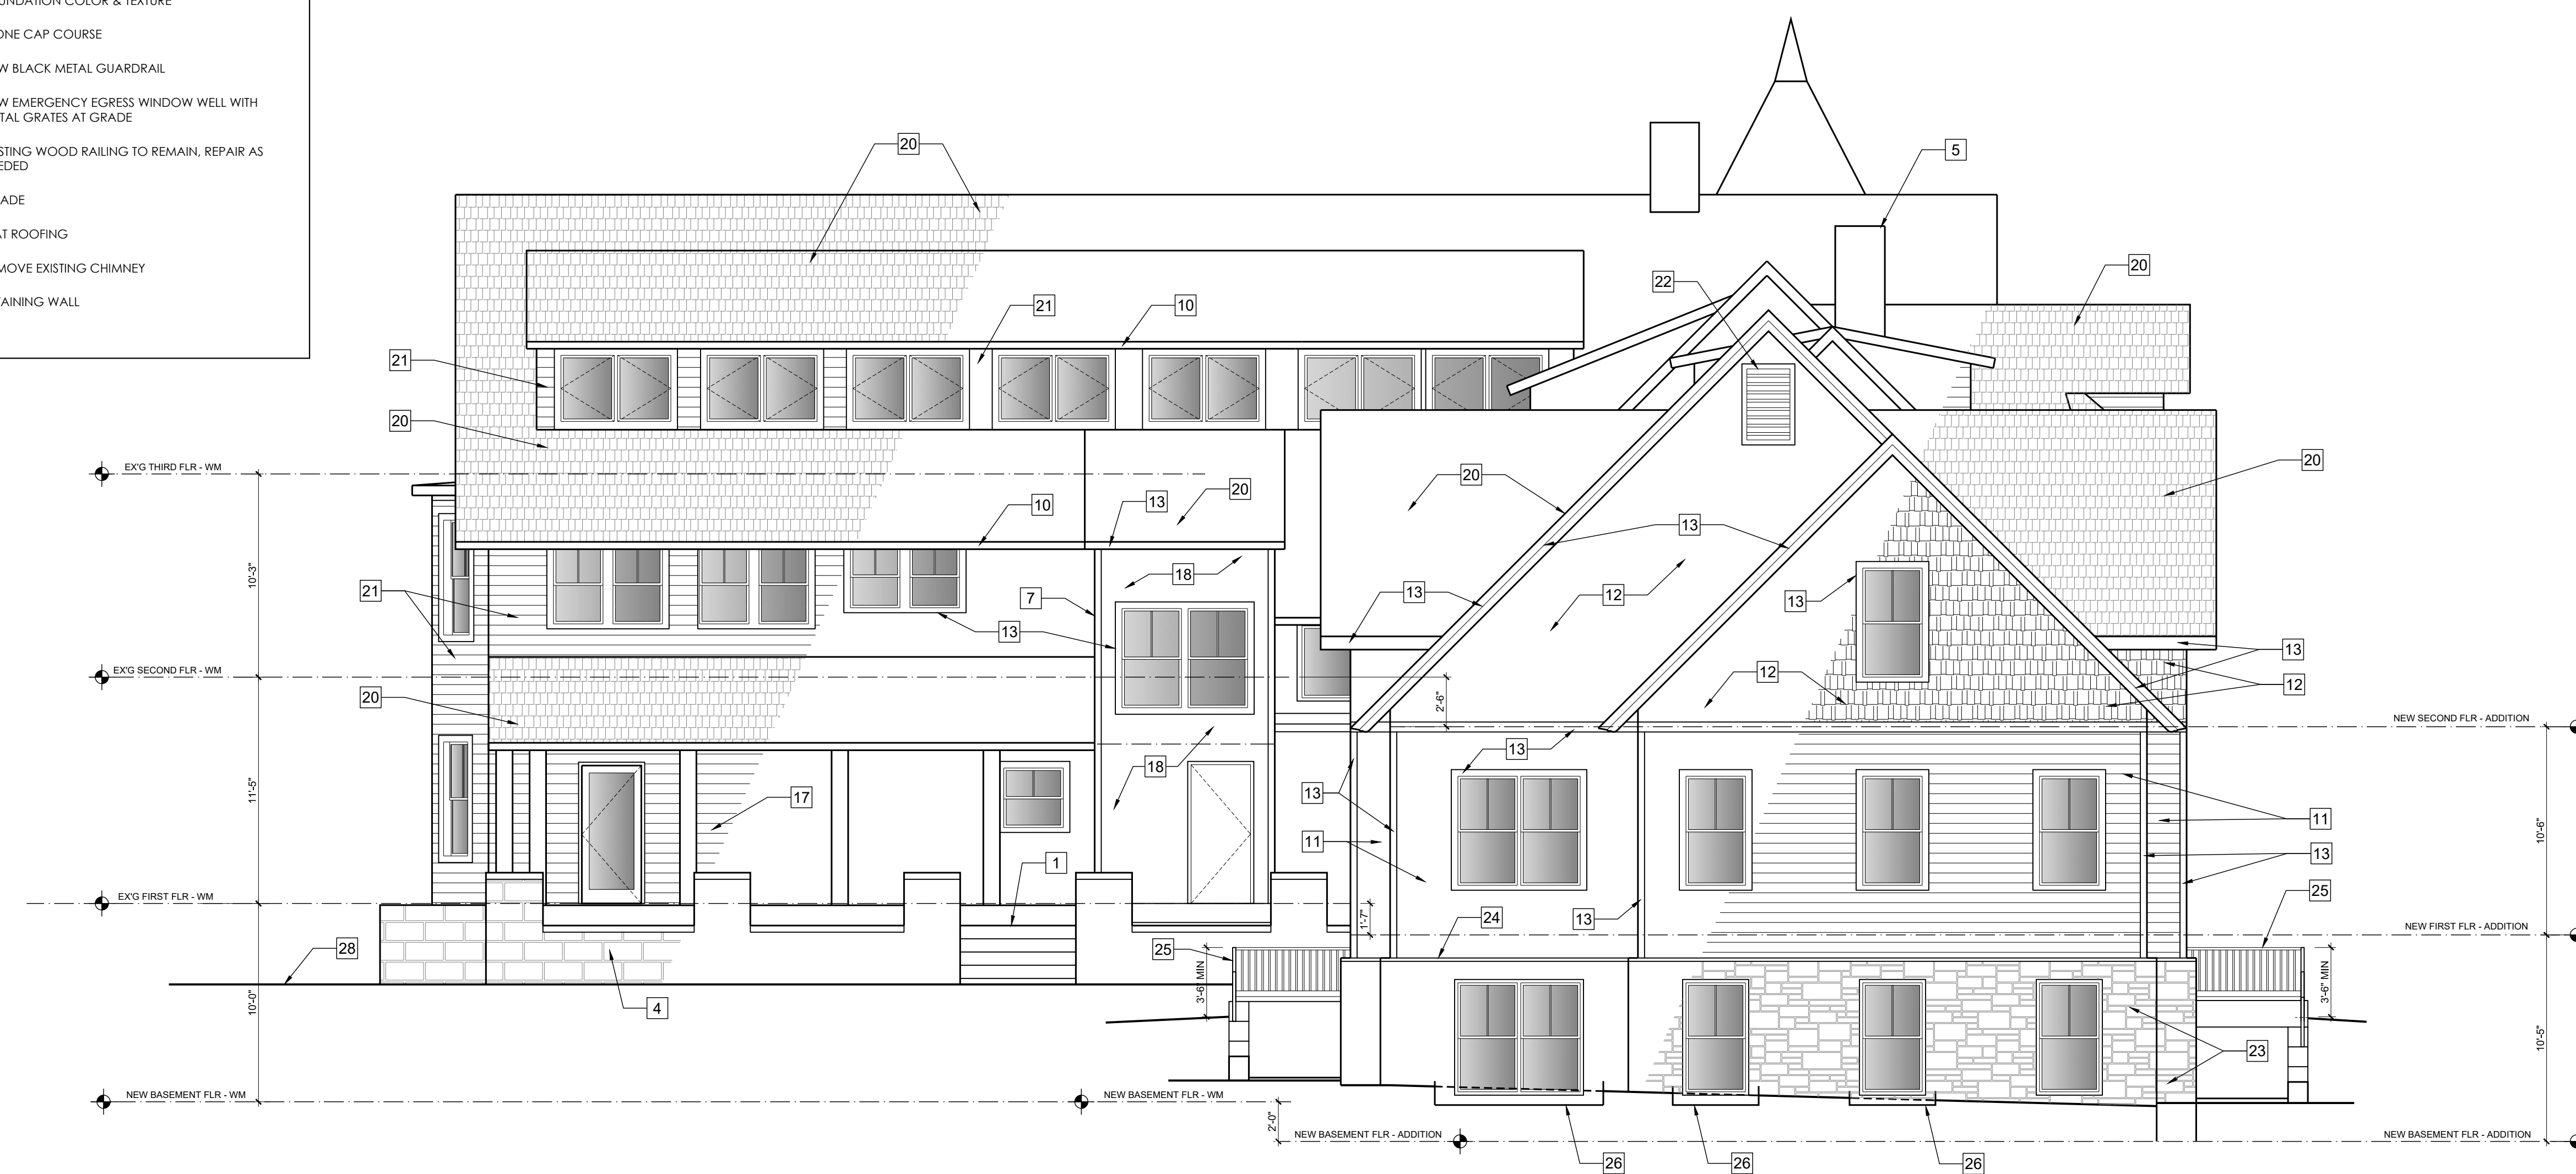 UNDATION COLOR & TEXTURE
ONE CAP COURSE
W BLACK METAL GUARDRAIL
W EMERGENCY EGRESS WINDOW WELL WITH
TAL GRATES AT GRADE
STING WOOD RAILING TO REMAIN, REPAIR AS
EDED
ADE
AT ROOFING
MOVE EXISTING CHIMNEY
TAINING WALL
20
5
20
22
21
10
21
20
20
20
EX'G THIRD FLR - WM
20
13
10
13
10'-3"
18
21
7
13
12
13
13
13
12
12
EX'G SECOND FLR - WM
20
2'-6"
NEW SECOND FLR - ADDITION
13
18
11'-5"
17
13
11
10'-6"
11
13
1
25
EX'G FIRST FLR - WM
1'-7"
24
13
NEW FIRST FLR - ADDITION
28
25
3'-6" MIN
3'-6" MIN
10'-0"
4
10'-5"
23
NEW BASEMENT FLR - WM
NEW BASEMENT FLR - WM
2'-0"
NEW BASEMENT FLR - ADDITION
NEW BASEMENT FLR - ADDITION
26
26
26